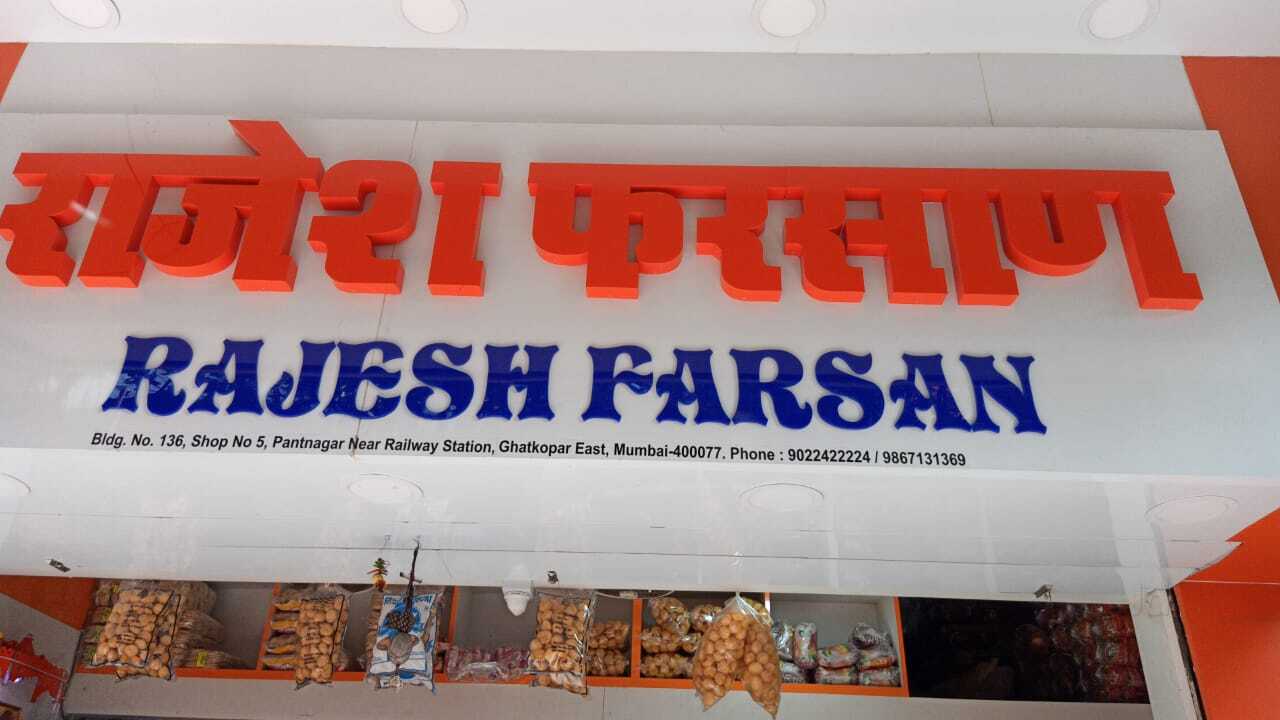 राजेश फरसाण
RAJESH FARSAN
Bldg. No. 136, Shop No 5, Pantnagar Near Railway Station, Ghatkopar East, Mumbai-400077. Phone : 9022422224 / 9867131369